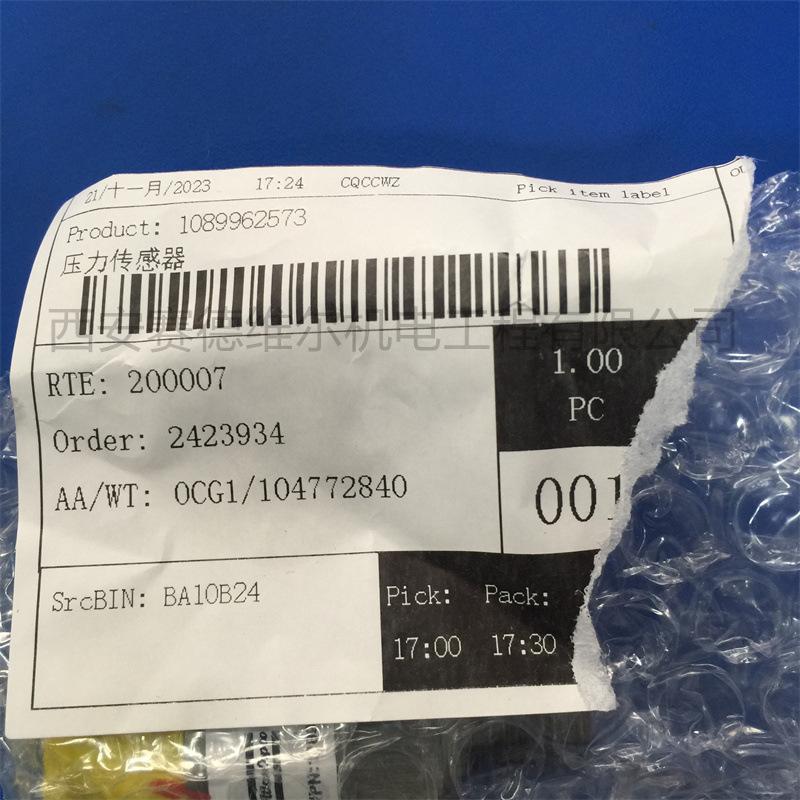 21/十一月/2023 17:24 CQCCWZ Pick item label
Product: 1089962573
压力传感器
西安赛德维尔机电工程有限公司
RTE: 200007
1.00
PC
Order: 2423934
AA/WT: OCG1/104772840
001
SrcBIN: BA10B24
Pick: Pack:
17:00 17:30